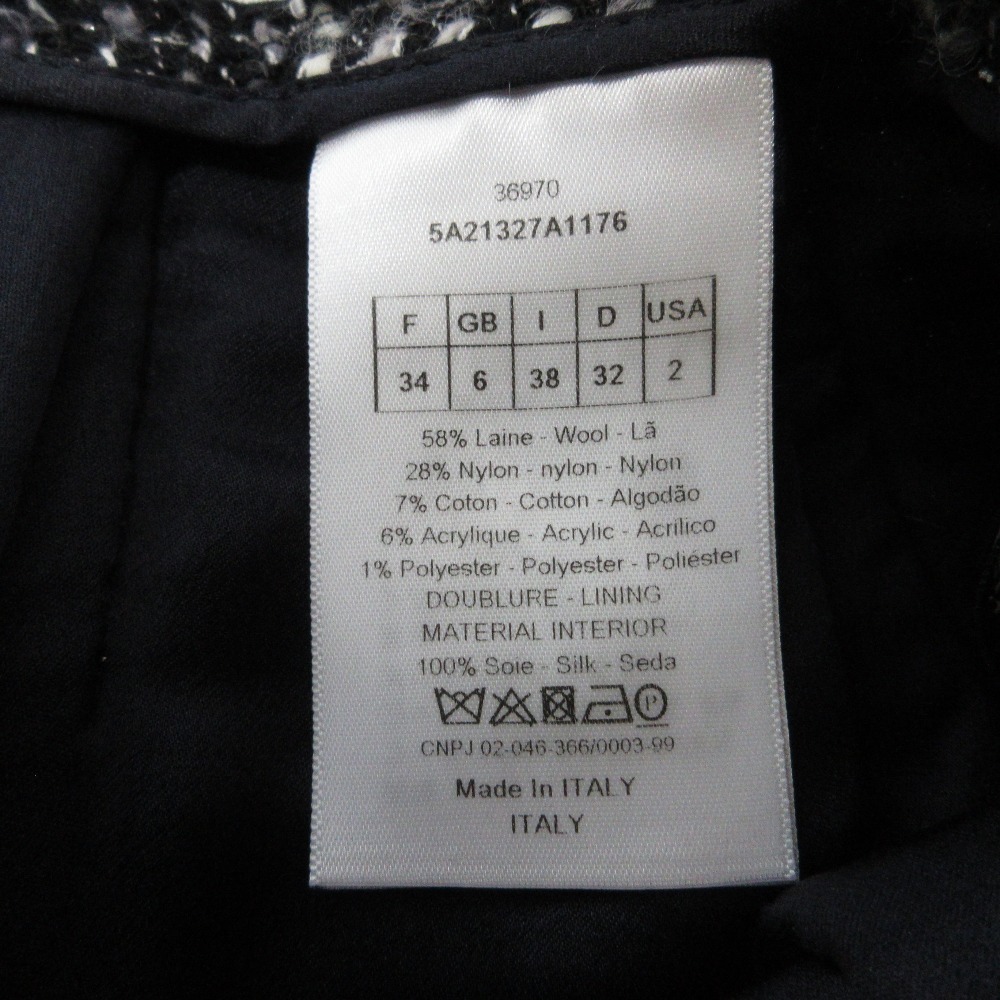 36970
5A21327A1176
F GB I D USA
34 6 38 32 2
58% Laine - Wool - Lã
28% Nylon - nylon - Nylon
7% Coton - Cotton - Algodão
6% Acrylique - Acrylic - Acrílico
1% Polyester - Polyester - Poliéster
DOUBLURE - LINING
MATERIAL INTERIOR
100% Soie - Silk - Seda
P
CNPJ 02-046-366/0003-99
Made In ITALY
ITALY